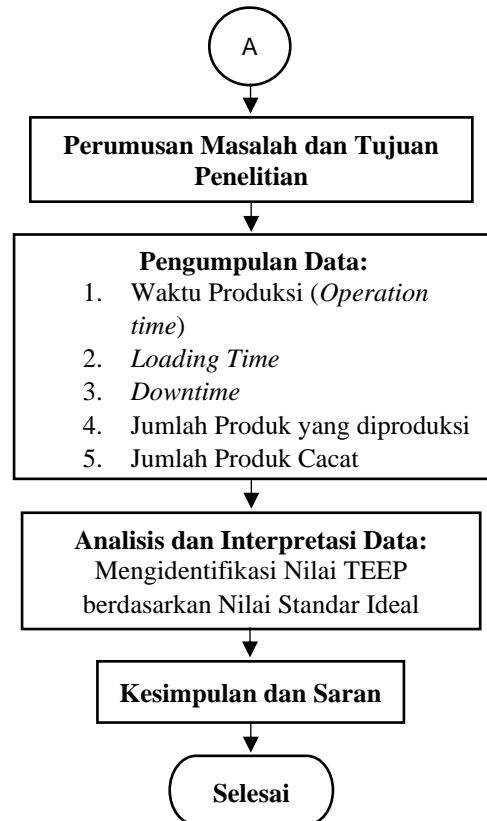 A
Perumusan Masalah dan Tujuan
Penelitian
Pengumpulan Data:
1. Waktu Produksi (Operation
time)
2. Loading Time
3. Downtime
4. Jumlah Produk yang diproduksi
5. Jumlah Produk Cacat
Analisis dan Interpretasi Data:
Mengidentifikasi Nilai TEEP
berdasarkan Nilai Standar Ideal
Kesimpulan dan Saran
Selesai